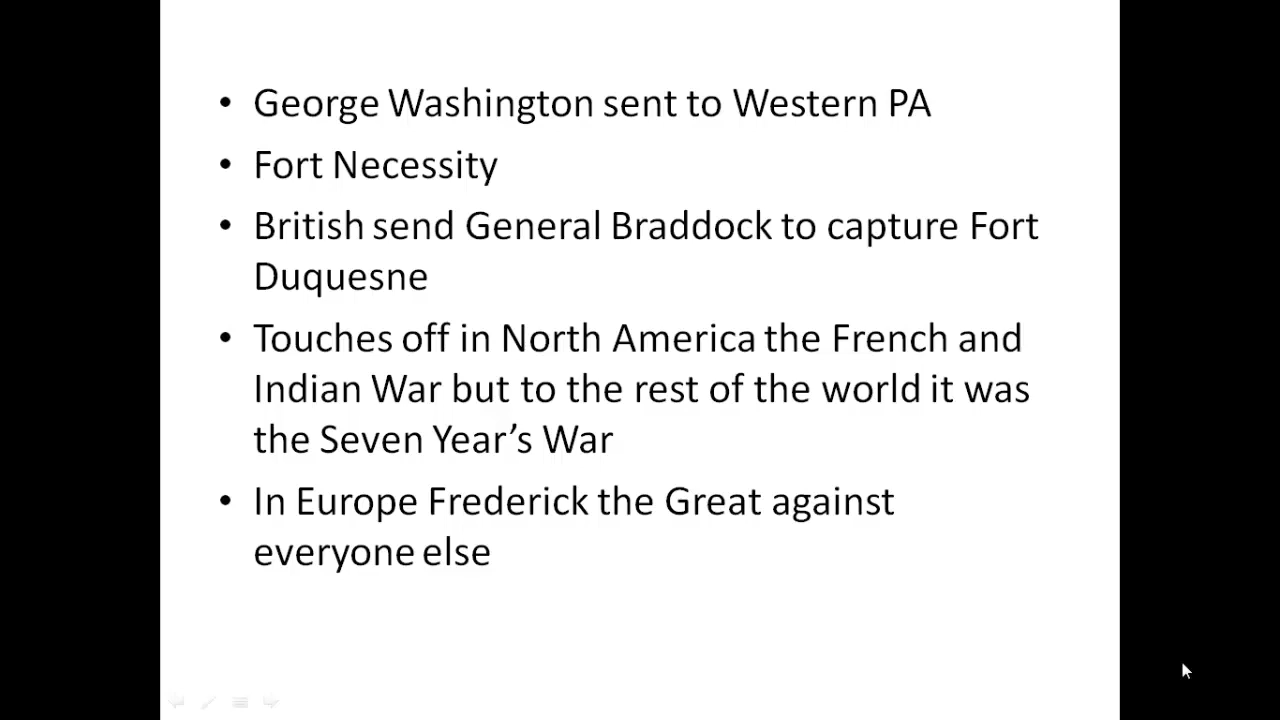 • George Washington sent to Western PA
• Fort Necessity
• British send General Braddock to capture Fort
Duquesne
• Touches off in North America the French and
Indian War but to the rest of the world it was
the Seven Year’s War
• In Europe Frederick the Great against
everyone else